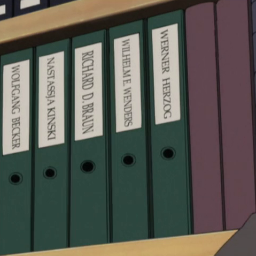 WOLFGANG BECKER
NASTASSJA KINSKI
RICHARD D. BRAUN
WILHELM E. WENDERS
WERNER HERZOG